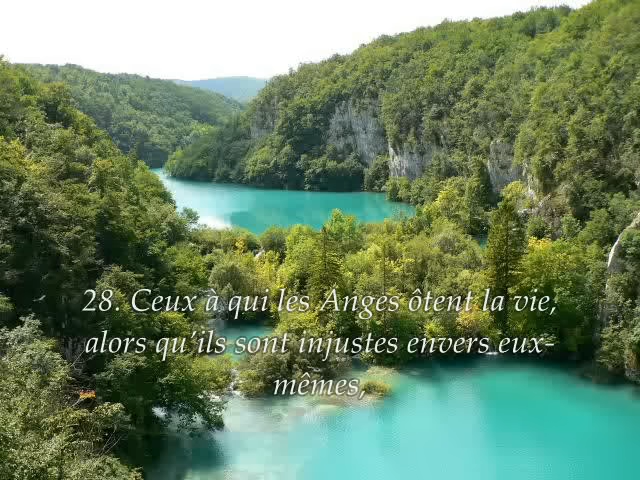 28. Ceux à qui les Anges ôtent la vie,
alors qu´ils sont injustes envers eux-
mêmes,